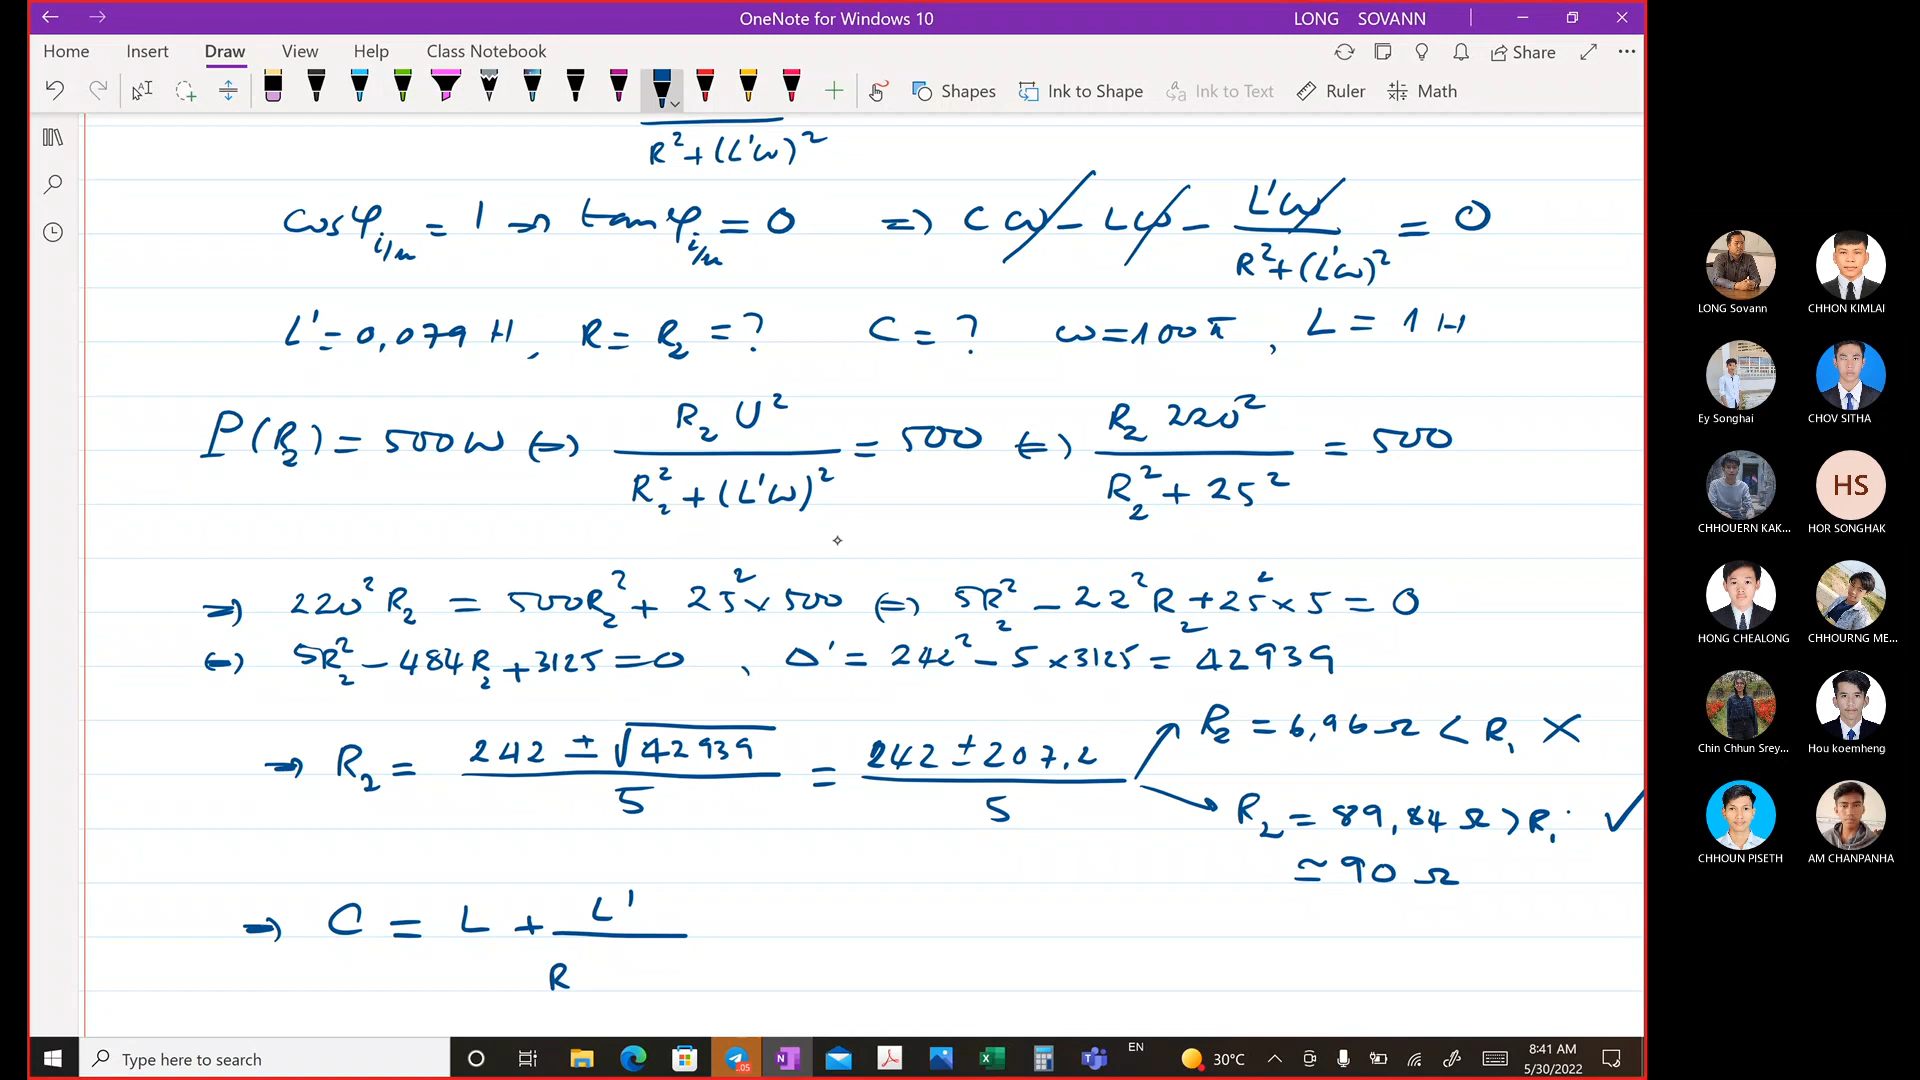 OneNote for Windows 10
LONG SOVANN
Home Insert Draw View Help Class Notebook
Share
Shapes Ink to Shape Ink to Text Ruler Math
R²+(L'ω)²
cosφ i/u = 1 ⇒ tanφ i/u = 0 ⇒ Cω − Lω − L'ω / R²+(L'ω)² = 0
L' = 0,079 H, R = R₂ = ? C = ? ω = 100π, L = 1 H
P(R₂) = 500W ⇔ R₂ U² / R₂² + (L'ω)² = 500 ⇔ R₂ 220² / R₂² + 25² = 500
⇒ 220² R₂ = 500R₂² + 25² × 500 ⇔ 5R₂² − 22² R₂ + 25² × 5 = 0
⇔ 5R₂² − 484R₂ + 3125 = 0 , Δ' = 242² − 5 × 3125 = 42939
⇒ R₂ = 242 ± √42939 / 5 = 242 ± 207.2 / 5
R₂ = 6,96 Ω < R₁ ×
R₂ = 89,84 Ω > R₁ ✓
≃ 90 Ω
⇒ C = L + L' / R
LONG Sovann
CHHON KIMLAI
Ey Songhai
CHOV SITHA
CHHOUERN KAK...
HS
HOR SONGHAK
HONG CHEALONG
CHHOURNG ME...
Chin Chhun Srey...
Hou koemheng
CHHOUN PISETH
AM CHANPANHA
Type here to search
.05
EN
30°C
8:41 AM
5/30/2022